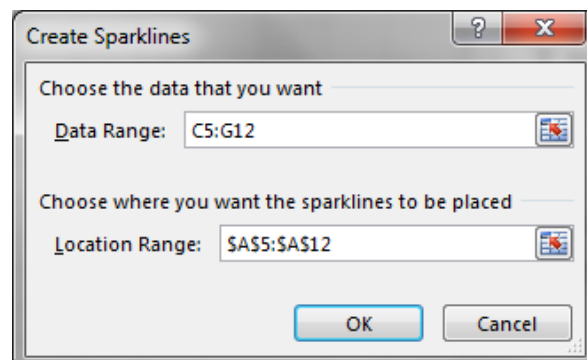 Create Sparklines
Choose the data that you want
Data Range: C5:G12
Choose where you want the sparklines to be placed
Location Range: $A$5:$A$12
OK Cancel